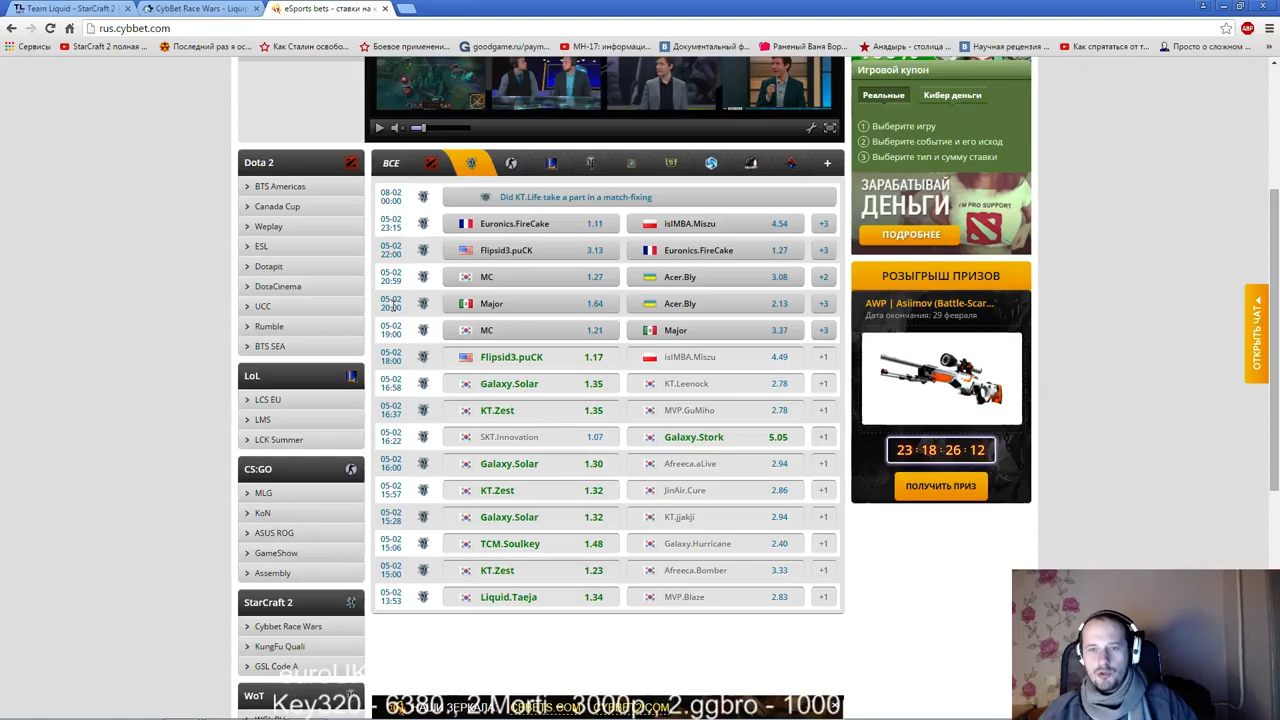 Team Liquid - StarCraft 2
CybBet Race Wars - Liquip
eSports bets - ставки на к
rus.cybbet.com
Сервисы
StarCraft 2 полная ...
Последний раз я ос...
Как Сталин освобо...
Боевое применени...
goodgame.ru/paym...
МН-17: информаци...
Документальный ф...
Раненый Ваня Вор...
Анадырь - столица ...
Научная рецензия ...
Как спрятаться от т...
Просто о сложном ...
Игровой купон
Реальные
Кибер деньги
1 Выберите игру
2 Выберите событие и его исход
3 Выберите тип и сумму ставки
ЗАРАБАТЫВАЙ
ДЕНЬГИ
ПОДРОБНЕЕ
РОЗЫГРЫШ ПРИЗОВ
AWP | Asiimov (Battle-Scar...
Дата окончания: 29 февраля
23 : 18 : 26 : 12
ПОЛУЧИТЬ ПРИЗ
ОТКРЫТЬ ЧАТ
Dota 2
BTS Americas
Canada Cup
Weplay
ESL
Dotapit
DotaCinema
UCC
Rumble
BTS SEA
LoL
LCS EU
LMS
LCK Summer
CS:GO
MLG
KoN
ASUS ROG
GameShow
Assembly
StarCraft 2
Cybbet Race Wars
KungFu Quali
GSL Code A
WoT
ВСЕ +
08-02 00:00 Did KT.Life take a part in a match-fixing
05-02 23:15 Euronics.FireCake 1.11 isIMBA.Miszu 4.54 +3
05-02 22:00 Flipsid3.puCK 3.13 Euronics.FireCake 1.27 +3
05-02 20:59 MC 1.27 Acer.Bly 3.08 +2
05-02 20:00 Major 1.64 Acer.Bly 2.13 +3
05-02 19:00 MC 1.21 Major 3.37 +3
05-02 18:00 Flipsid3.puCK 1.17 isIMBA.Miszu 4.49 +1
05-02 16:58 Galaxy.Solar 1.35 KT.Leenock 2.78 +1
05-02 16:37 KT.Zest 1.35 MVP.GuMiho 2.78 +1
05-02 16:22 SKT.Innovation 1.07 Galaxy.Stork 5.05 +1
05-02 16:00 Galaxy.Solar 1.30 Afreeca.aLive 2.94 +1
05-02 15:57 KT.Zest 1.32 JinAir.Cure 2.86 +1
05-02 15:28 Galaxy.Solar 1.32 KT.jjakji 2.94 +1
05-02 15:06 TCM.Soulkey 1.48 Galaxy.Hurricane 2.40 +1
05-02 15:00 KT.Zest 1.23 Afreeca.Bomber 3.33 +1
05-02 13:53 Liquid.Taeja 1.34 MVP.Blaze 2.83 +1
Key320 - 6380, 2.Morti - 3000р, 2.ggbro - 1000р